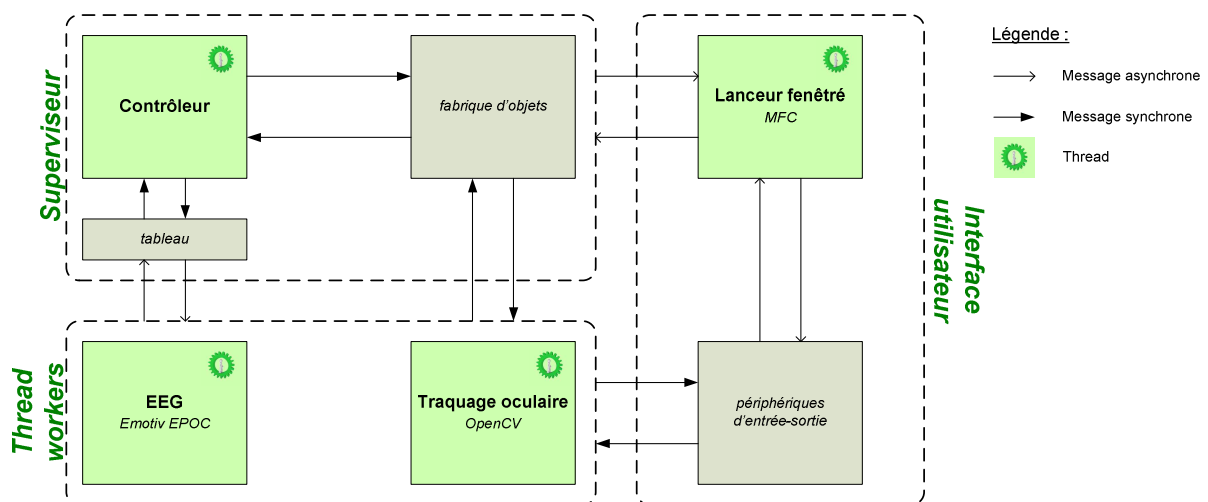 Superviseur
Contrôleur
fabrique d'objets
tableau
Lanceur fenêtré
MFC
Légende :
Message asynchrone
Message synchrone
Thread
Interface
utilisateur
Thread
workers
EEG
Emotiv EPOC
Traquage oculaire
OpenCV
périphériques
d'entrée-sortie